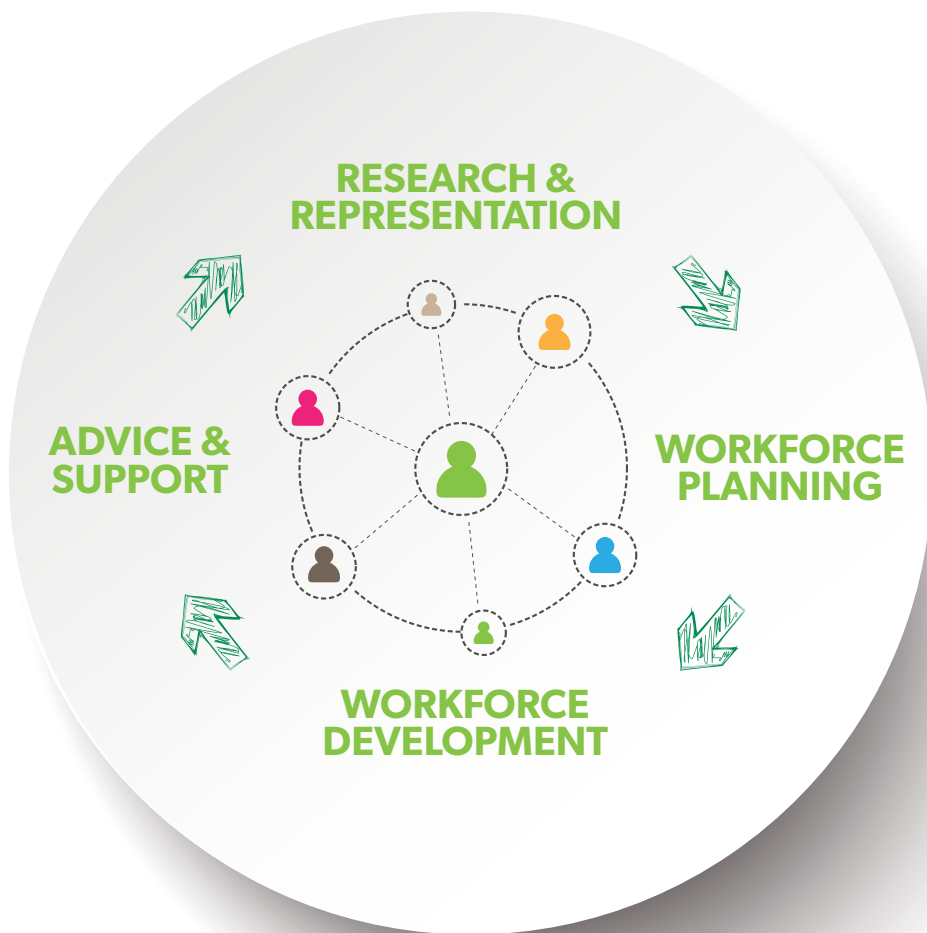 RESEARCH &
REPRESENTATION
ADVICE &
SUPPORT
WORKFORCE
PLANNING
WORKFORCE
DEVELOPMENT